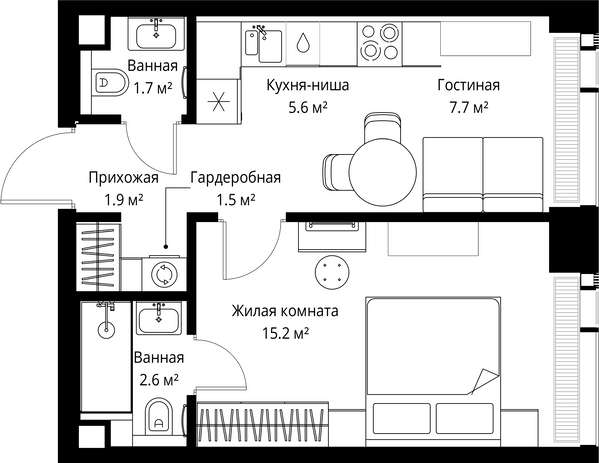 Ванная
1.7 м²
Кухня-ниша
5.6 м²
Гостиная
7.7 м²
Прихожая
1.9 м²
Гардеробная
1.5 м²
Жилая комната
15.2 м²
Ванная
2.6 м²